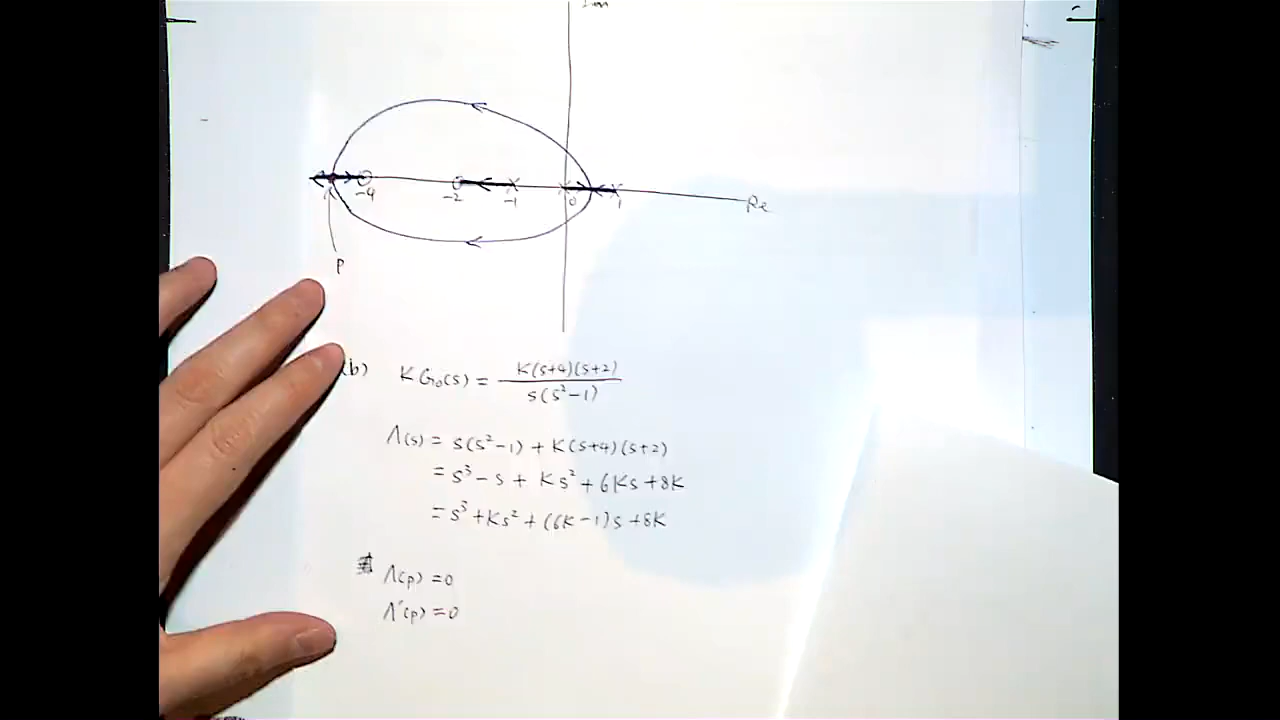 Im
-4 -2 -1 0 1 Re
P
(b) KG₀(s) = K(s+4)(s+2) / s(s²-1)
Λ(s) = s(s²-1) + K(s+4)(s+2)
= s³ - s + Ks² + 6Ks + 8K
= s³ + Ks² + (6K-1)s + 8K
Λ(p) = 0
Λ'(p) = 0